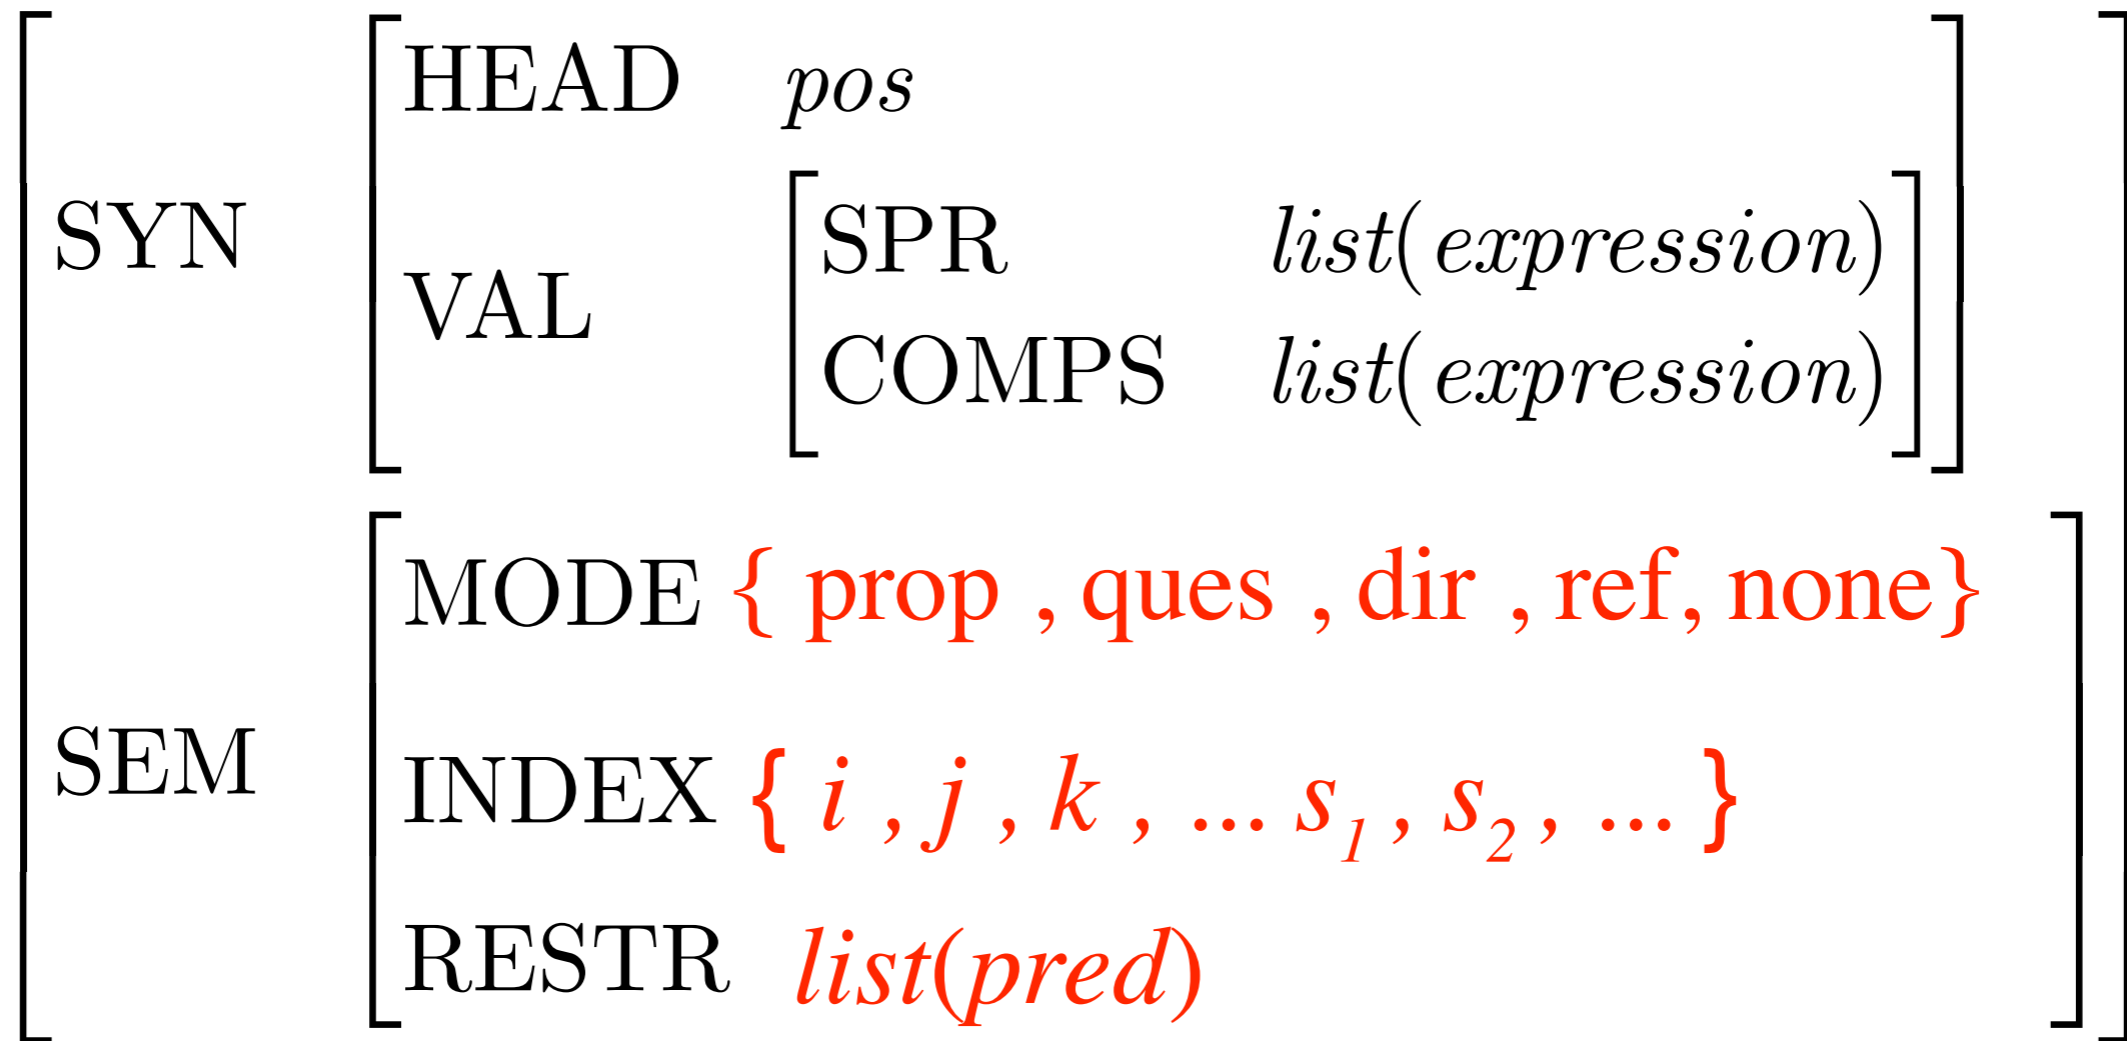 HEAD pos
SYN
VAL
SPR list(expression)
COMPS list(expression)
MODE { prop , ques , dir , ref, none}
SEM
INDEX { i , j , k , ... s1 , s2 , ... }
RESTR list(pred)